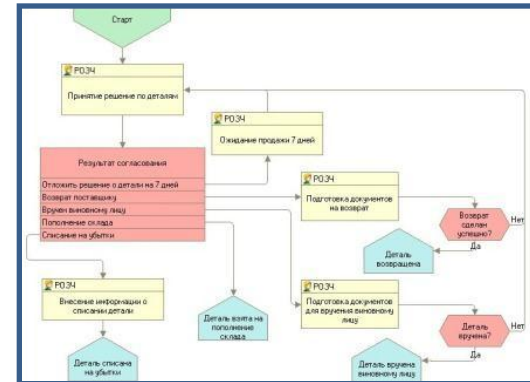 Старт
РОЗЧ
Принятие решение по деталям
РОЗЧ
Ожидание продажи 7 дней
Результат согласования
Отложить решение о детали на 7 дней
Возврат поставщику
Вручен виновному лицу
Пополнение склада
Списание на убытки
РОЗЧ
Подготовка документов
на возврат
Возврат
сделан
успешно?
Нет
Да
Деталь
возвращена
РОЗЧ
Внесение информации о
списании детали
Деталь взята на
пополнение
склада
РОЗЧ
Подготовка документов
для вручения виновному
лицу
Деталь
вручена?
Нет
Да
Деталь списана
на убытки
Деталь вручена
виновному лицу